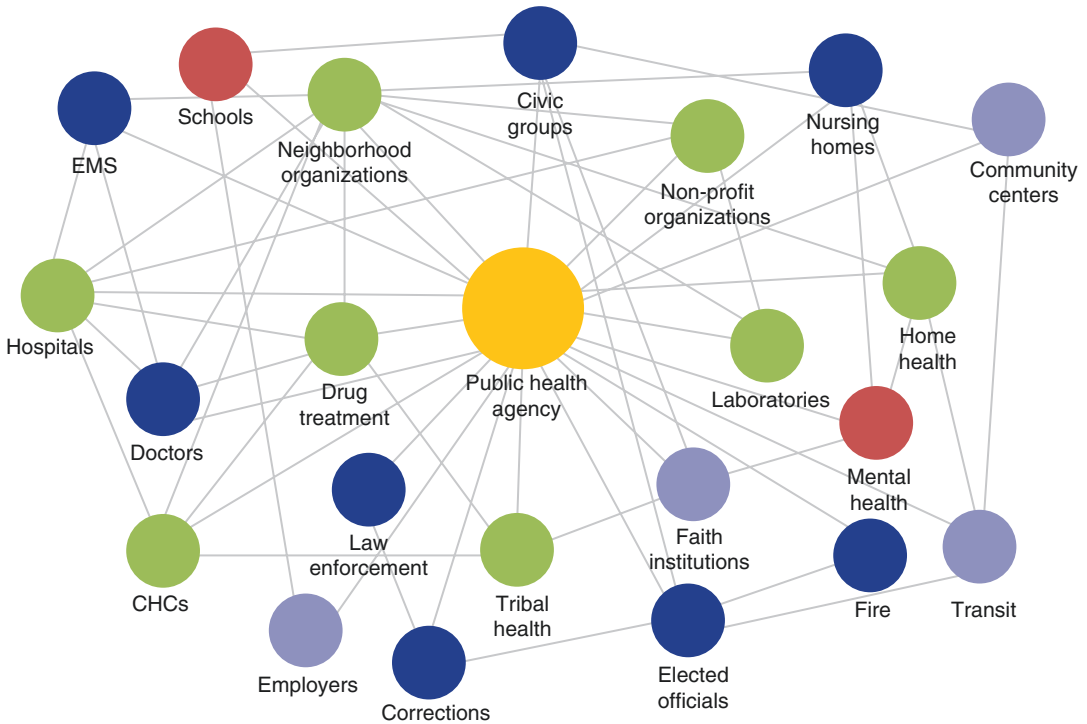 Schools
EMS
Neighborhood
organizations
Civic
groups
Nursing
homes
Community
centers
Non-profit
organizations
Hospitals
Drug
treatment
Public health
agency
Laboratories
Home
health
Doctors
Mental
health
Law
enforcement
Faith
institutions
CHCs
Tribal
health
Fire
Transit
Employers
Corrections
Elected
officials